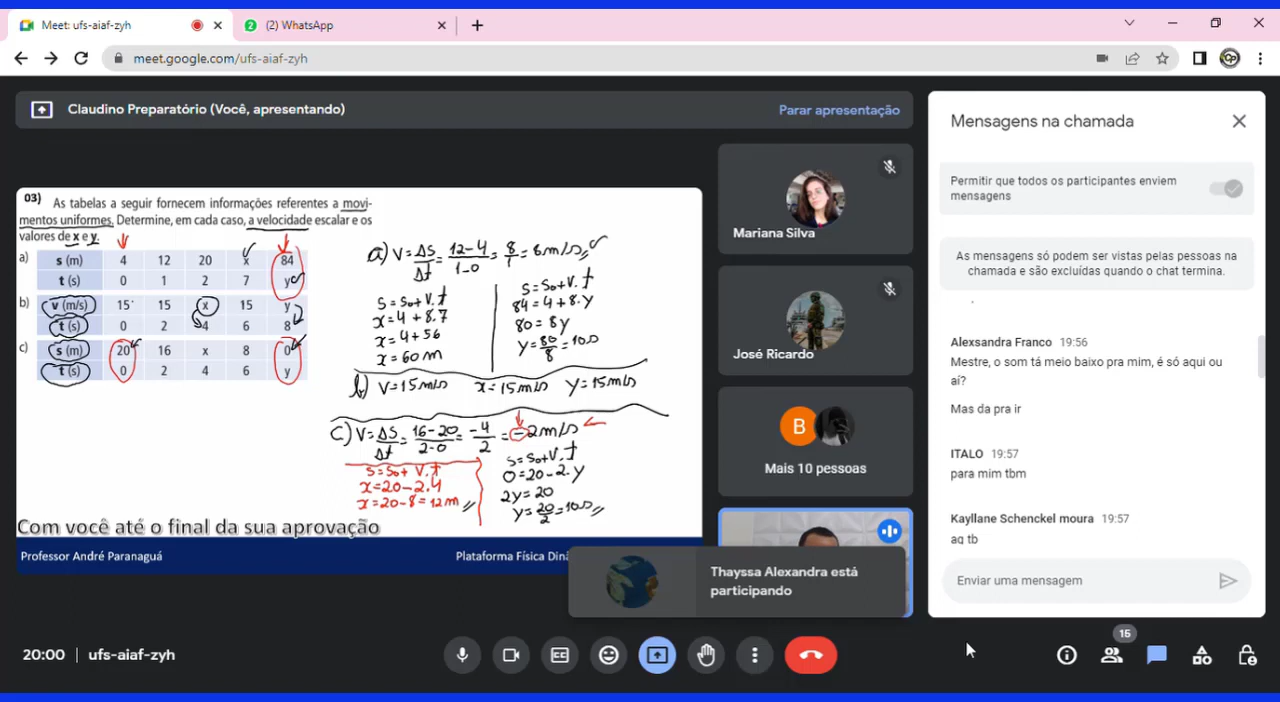 Meet: ufs-aiaf-zyh
(2) WhatsApp
meet.google.com/ufs-aiaf-zyh
Claudino Preparatório (Você, apresentando)
Parar apresentação
03) As tabelas a seguir fornecem informações referentes a movi-
mentos uniformes. Determine, em cada caso, a velocidade escalar e os
valores de x e y.
a) s (m) 4 12 20 x 84
t (s) 0 1 2 7 y
b) v (m/s) 15 15 x 15 y
t (s) 0 2 4 6 8
c) s (m) 20 16 x 8 0
t (s) 0 2 4 6 y
a) V = ΔS/Δt = 12-4/1-0 = 8/1 = 8 m/s
S = So + V.t
x = 4 + 8.7
x = 4 + 56
x = 60 m
S = So + V.t
84 = 4 + 8.y
80 = 8y
y = 80/8 = 10s
b) V = 15 m/s x = 15 m/s y = 15 m/s
c) V = ΔS/Δt = 16-20/2-0 = -4/2 = -2 m/s
S = So + V.t
x = 20 - 2.4
x = 20 - 8 = 12 m
S = So + V.t
0 = 20 - 2.y
2y = 20
y = 20/2 = 10s
Com você até o final da sua aprovação
Professor André Paranaguá
Plataforma Física Din
Mariana Silva
José Ricardo
B
Mais 10 pessoas
Thayssa Alexandra está
participando
Mensagens na chamada
Permitir que todos os participantes enviem
mensagens
As mensagens só podem ser vistas pelas pessoas na
chamada e são excluídas quando o chat termina.
Alexsandra Franco 19:56
Mestre, o som tá meio baixo pra mim, é só aqui ou
aí?
Mas da pra ir
ITALO 19:57
para mim tbm
Kayllane Schenckel moura 19:57
aq tb
Enviar uma mensagem
20:00 | ufs-aiaf-zyh
15